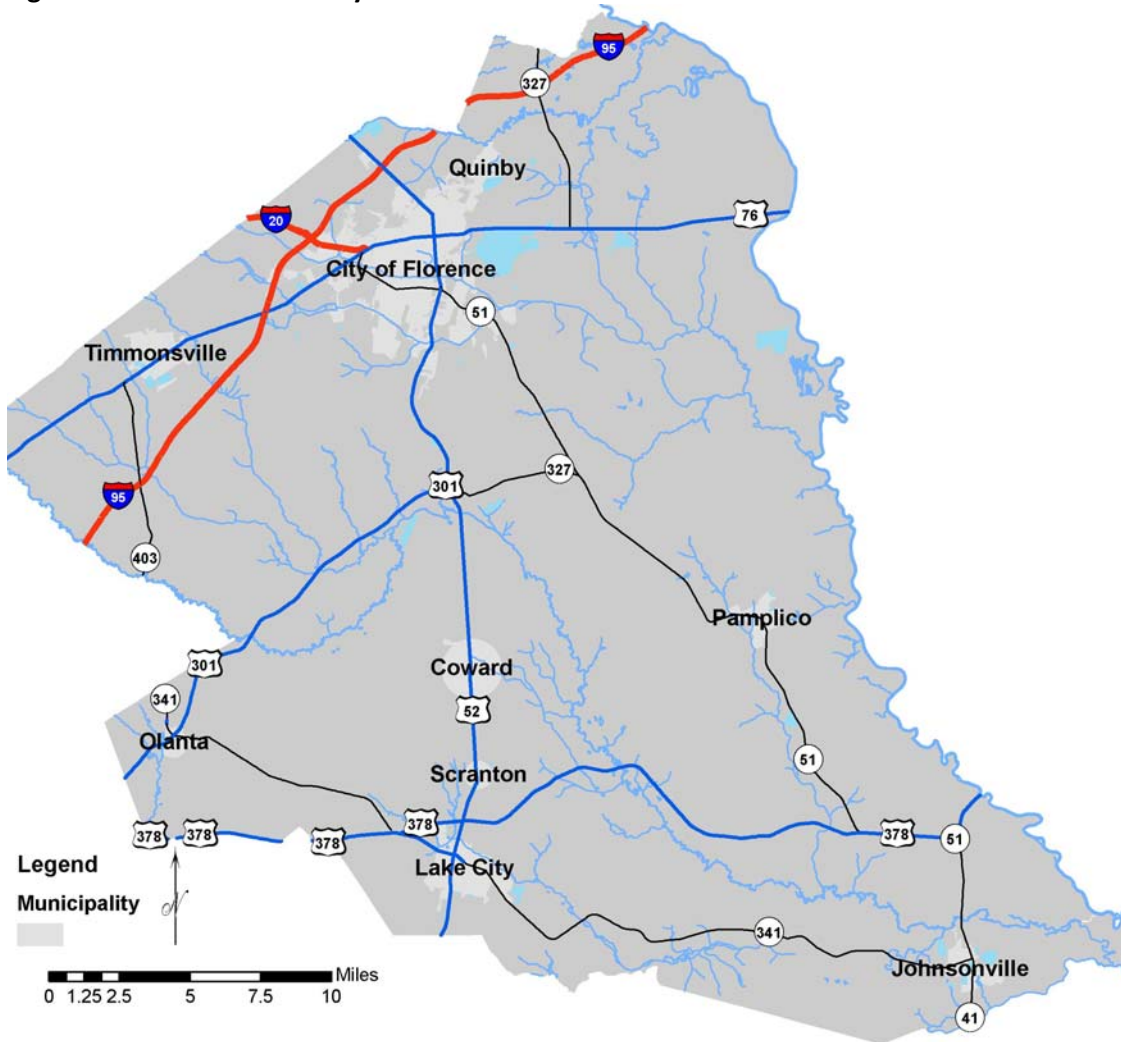 95
327
Quinby
20
76
City of Florence
51
Timmonsville
327
301
95
403
Pamplico
301
Coward
341
52
Olanta
51
Scranton
378
378
378
378
378
51
Legend
Lake City
Municipality
N
341
Johnsonville
Miles
0 1.25 2.5 5 7.5 10
41